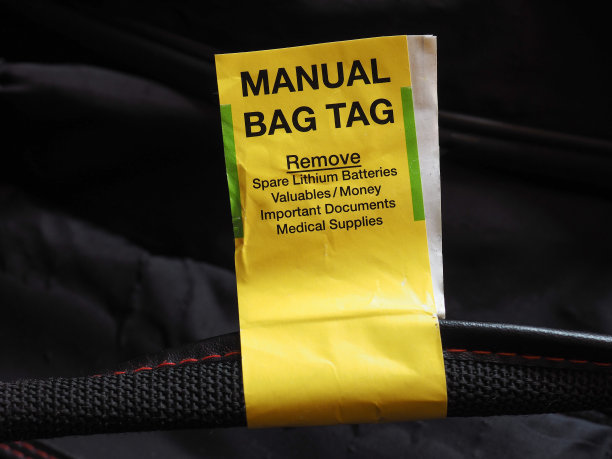 MANUAL
BAG TAG
Remove
Spare Lithium Batteries
Valuables/Money
Important Documents
Medical Supplies